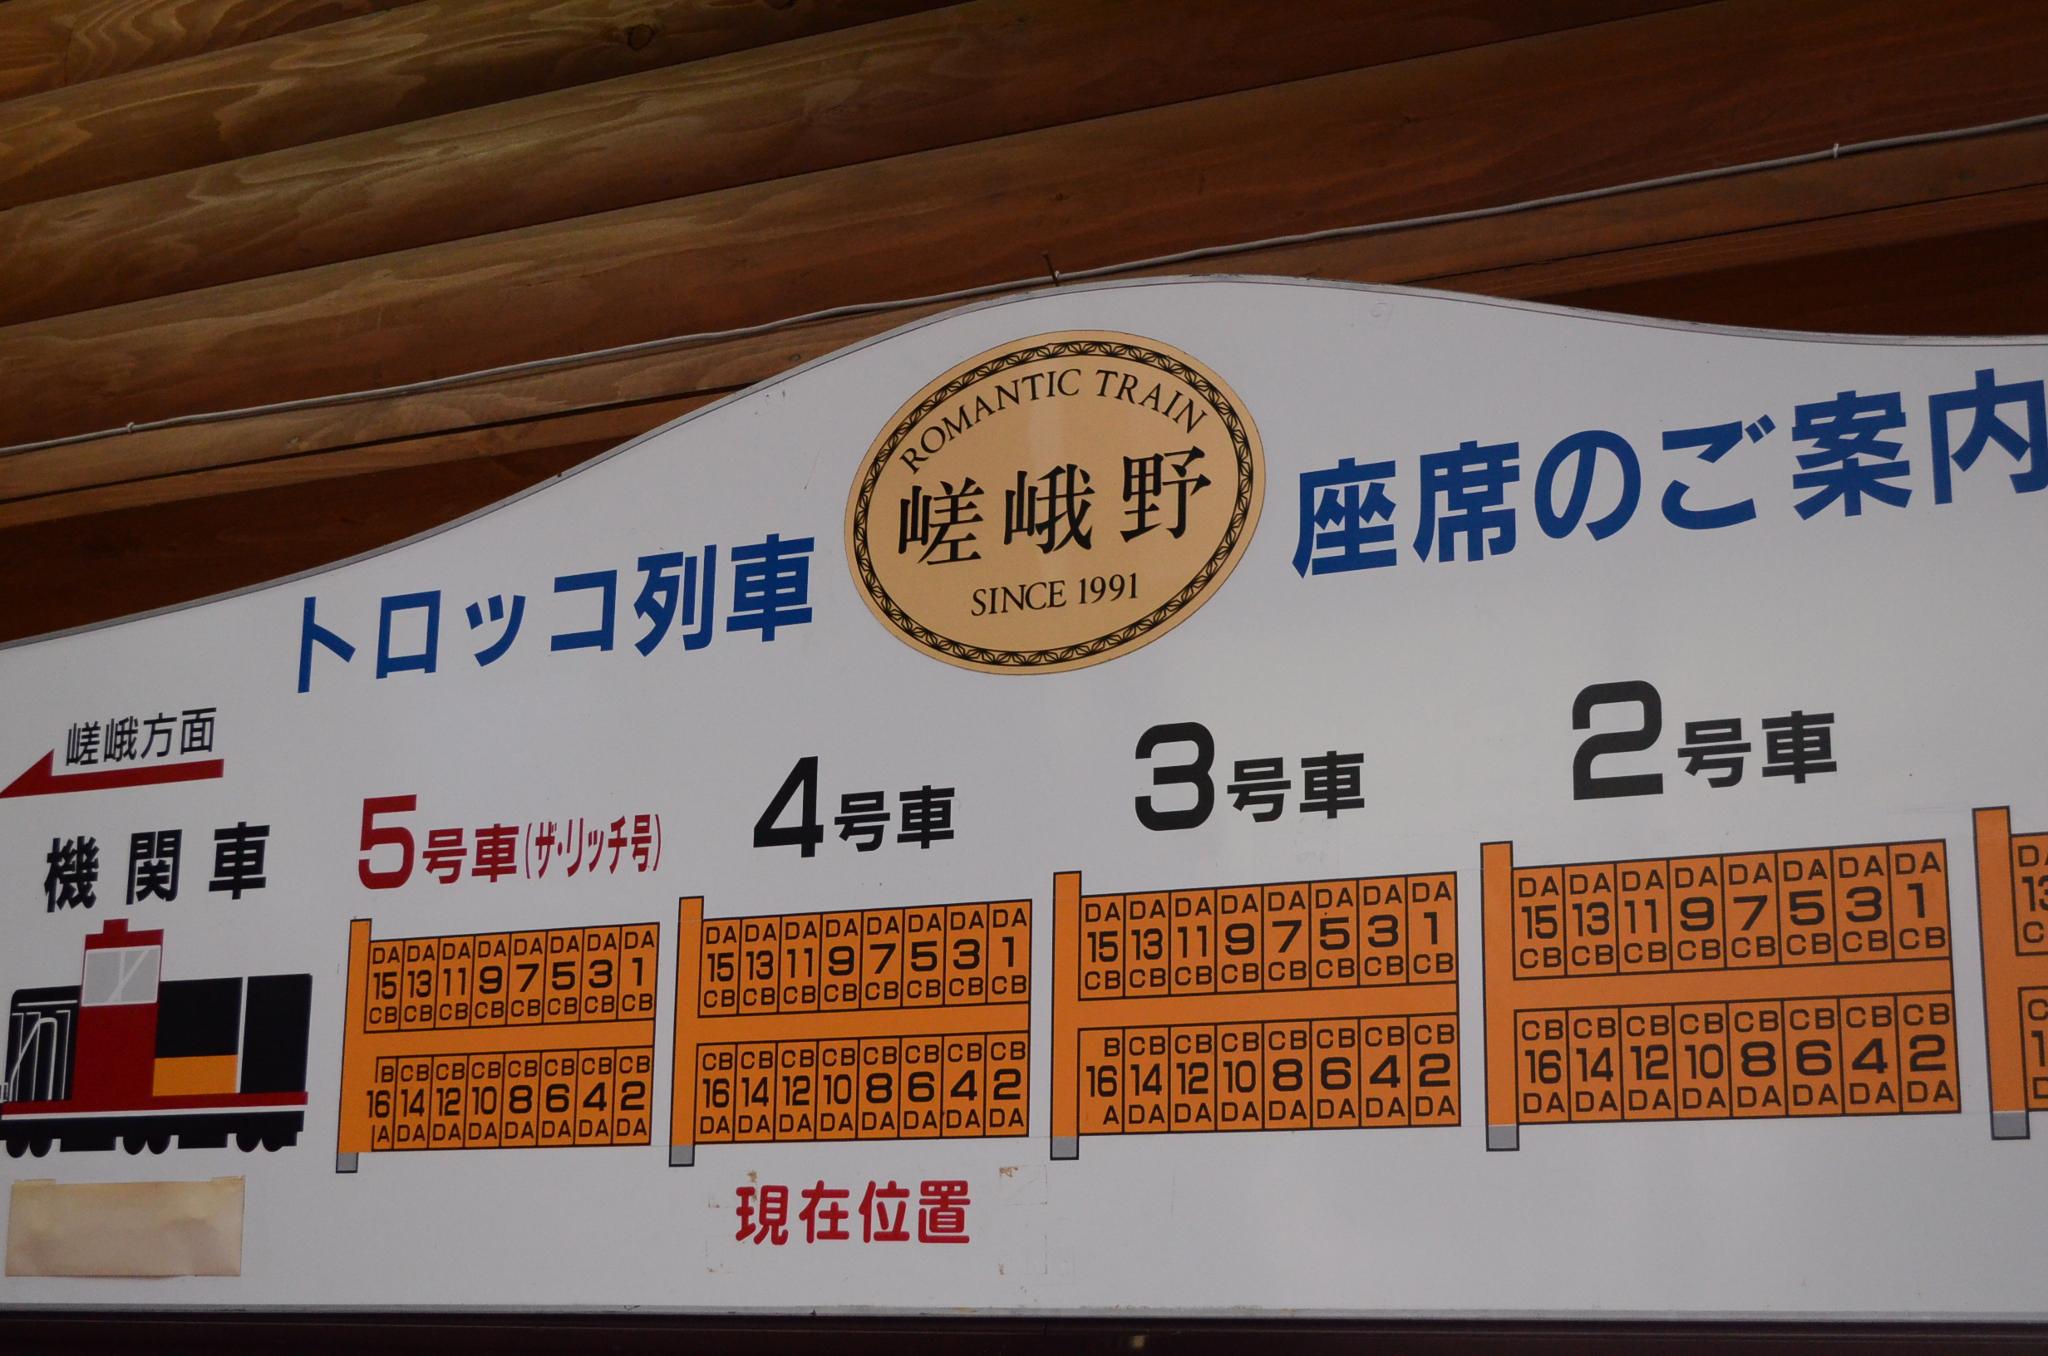 ROMANTIC TRAIN
トロッコ列車 嵯峨野 座席のご案内
SINCE 1991
嵯峨方面
機関車 5号車(ザ・リッチ号) 4号車 3号車 2号車
DA DA DA DA DA DA DA DA DA DA DA DA DA DA DA DA DA DA DA DA DA DA DA DA DA DA DA DA DA DA DA DA DA
15 13 11 9 7 5 3 1 15 13 11 9 7 5 3 1 15 13 11 9 7 5 3 1 15 13 11 9 7 5 3 1 13
CB CB CB CB CB CB CB CB CB CB CB CB CB CB CB CB CB CB CB CB CB CB CB CB CB CB CB CB CB CB CB CB
B CB CB CB CB CB CB CB CB CB CB CB CB CB CB CB B CB CB CB CB CB CB CB CB CB CB CB CB CB CB CB
16 14 12 10 8 6 4 2 16 14 12 10 8 6 4 2 16 14 12 10 8 6 4 2 16 14 12 10 8 6 4 2
A DA DA DA DA DA DA DA DA DA DA DA DA DA DA DA A DA DA DA DA DA DA DA DA DA DA DA DA DA DA DA
現在位置